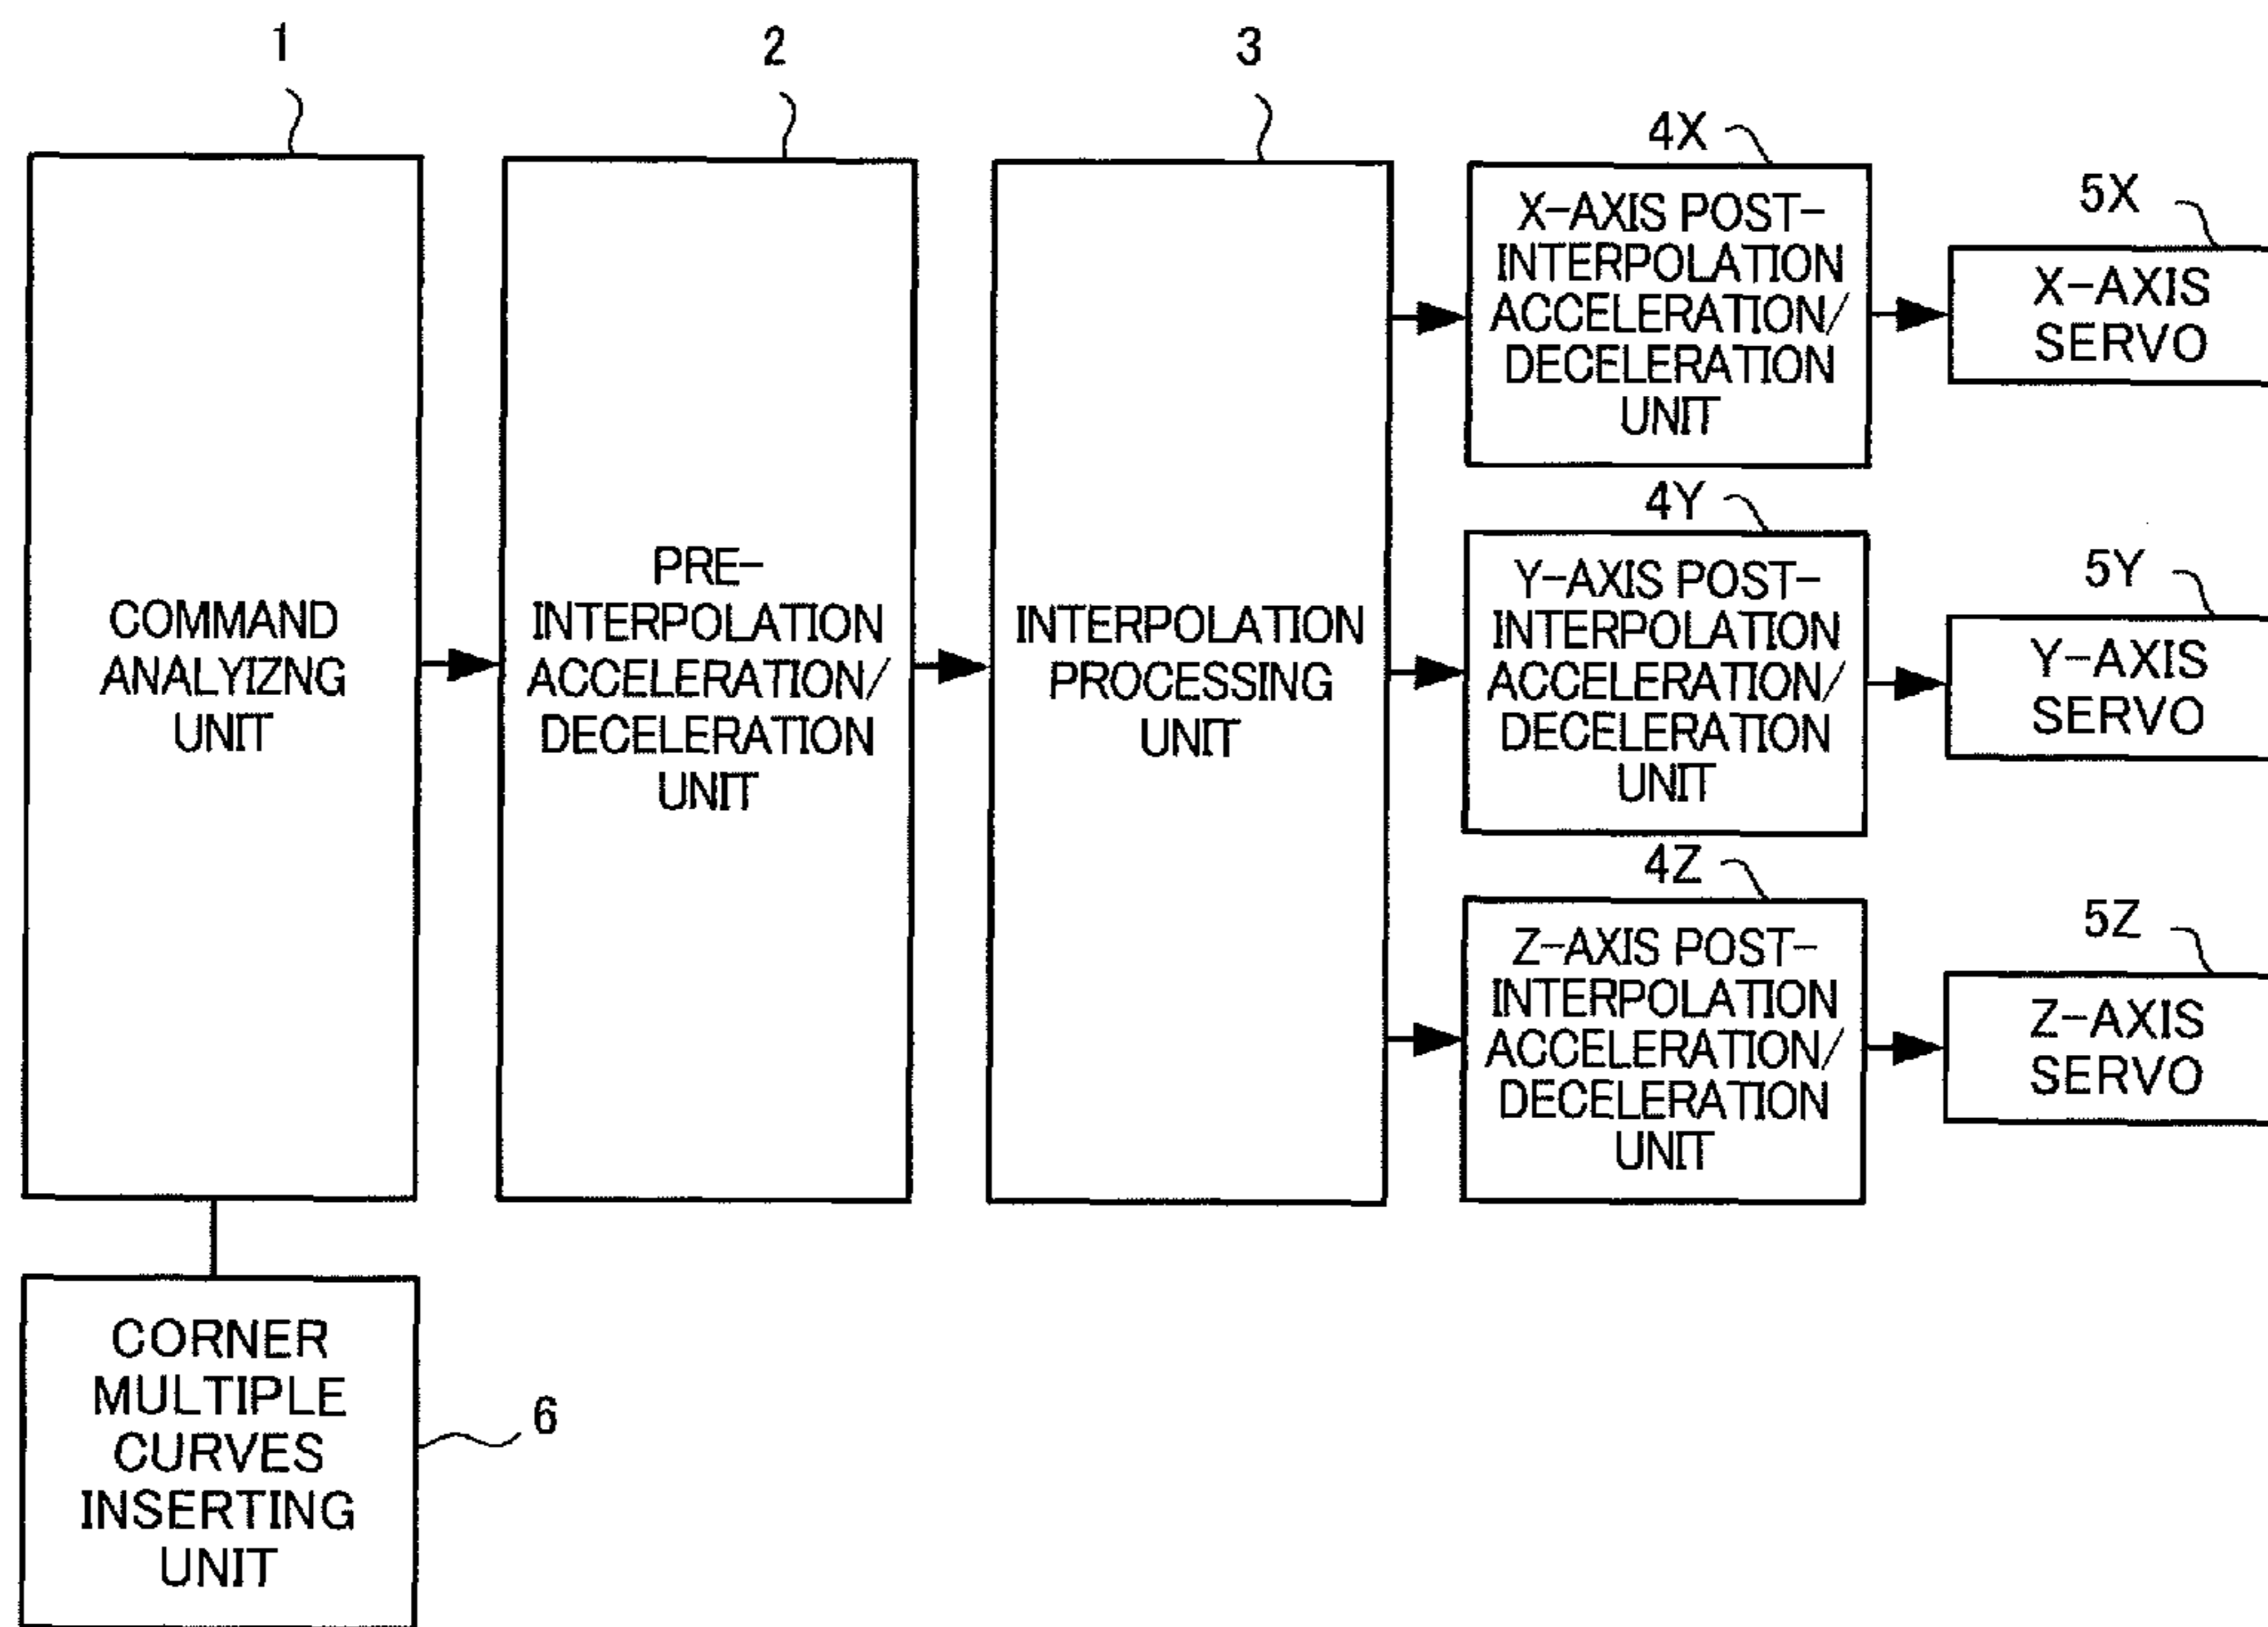 1
2
3
COMMAND
ANALYIZNG
UNIT
PRE-
INTERPOLATION
ACCELERATION/
DECELERATION
UNIT
INTERPOLATION
PROCESSING
UNIT
4X
X-AXIS POST-
INTERPOLATION
ACCELERATION/
DECELERATION
UNIT
5X
X-AXIS
SERVO
4Y
Y-AXIS POST-
INTERPOLATION
ACCELERATION/
DECELERATION
UNIT
5Y
Y-AXIS
SERVO
4Z
Z-AXIS POST-
INTERPOLATION
ACCELERATION/
DECELERATION
UNIT
5Z
Z-AXIS
SERVO
CORNER
MULTIPLE
CURVES
INSERTING
UNIT
6